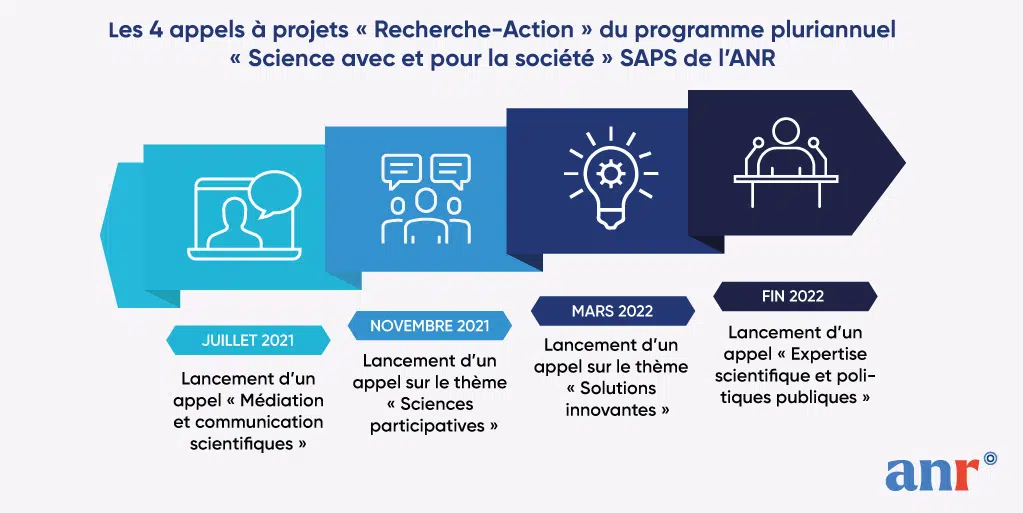 Les 4 appels à projets « Recherche-Action » du programme pluriannuel
« Science avec et pour la société » SAPS de l’ANR
JUILLET 2021
Lancement d’un
appel « Médiation
et communication
scientifiques »
NOVEMBRE 2021
Lancement d’un
appel sur le thème
« Sciences
participatives »
MARS 2022
Lancement d’un
appel sur le thème
« Solutions
innovantes »
FIN 2022
Lancement d’un
appel « Expertise
scientifique et poli-
tiques publiques »
anr